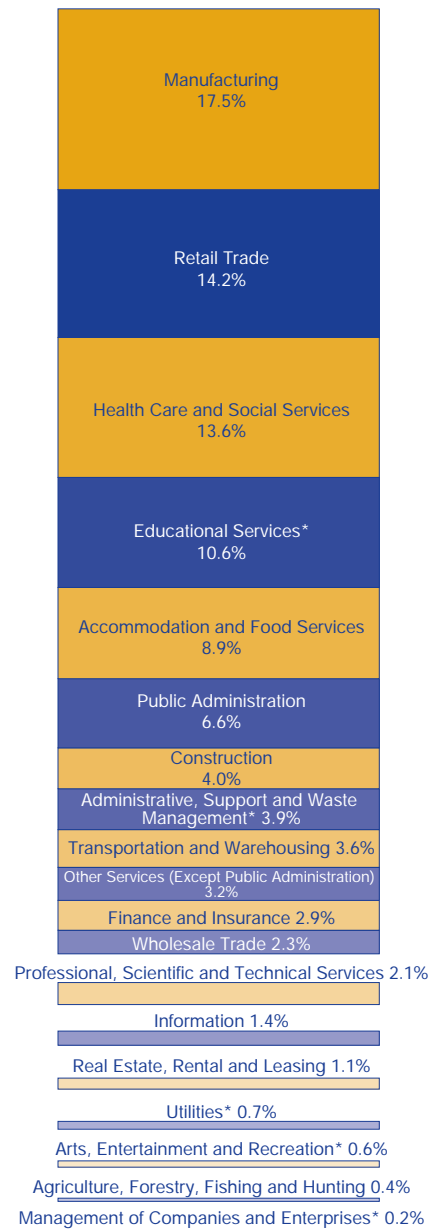 Manufacturing
17.5%
Retail Trade
14.2%
Health Care and Social Services
13.6%
Educational Services*
10.6%
Accommodation and Food Services
8.9%
Public Administration
6.6%
Construction
4.0%
Administrative, Support and Waste
Management* 3.9%
Transportation and Warehousing 3.6%
Other Services (Except Public Administration)
3.2%
Finance and Insurance 2.9%
Wholesale Trade 2.3%
Professional, Scientific and Technical Services 2.1%
Information 1.4%
Real Estate, Rental and Leasing 1.1%
Utilities* 0.7%
Arts, Entertainment and Recreation* 0.6%
Agriculture, Forestry, Fishing and Hunting 0.4%
Management of Companies and Enterprises* 0.2%